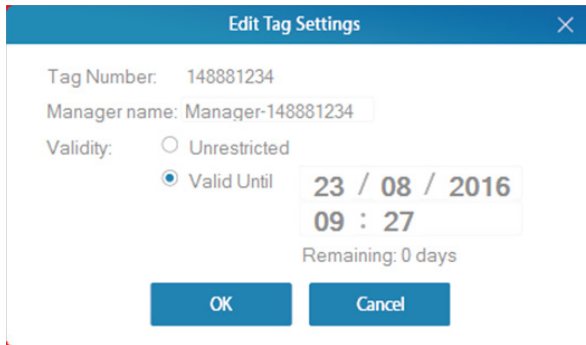 Edit Tag Settings
Tag Number: 148881234
Manager name: Manager-148881234
Validity: Unrestricted
Valid Until 23 / 08 / 2016
09 : 27
Remaining: 0 days
OK Cancel